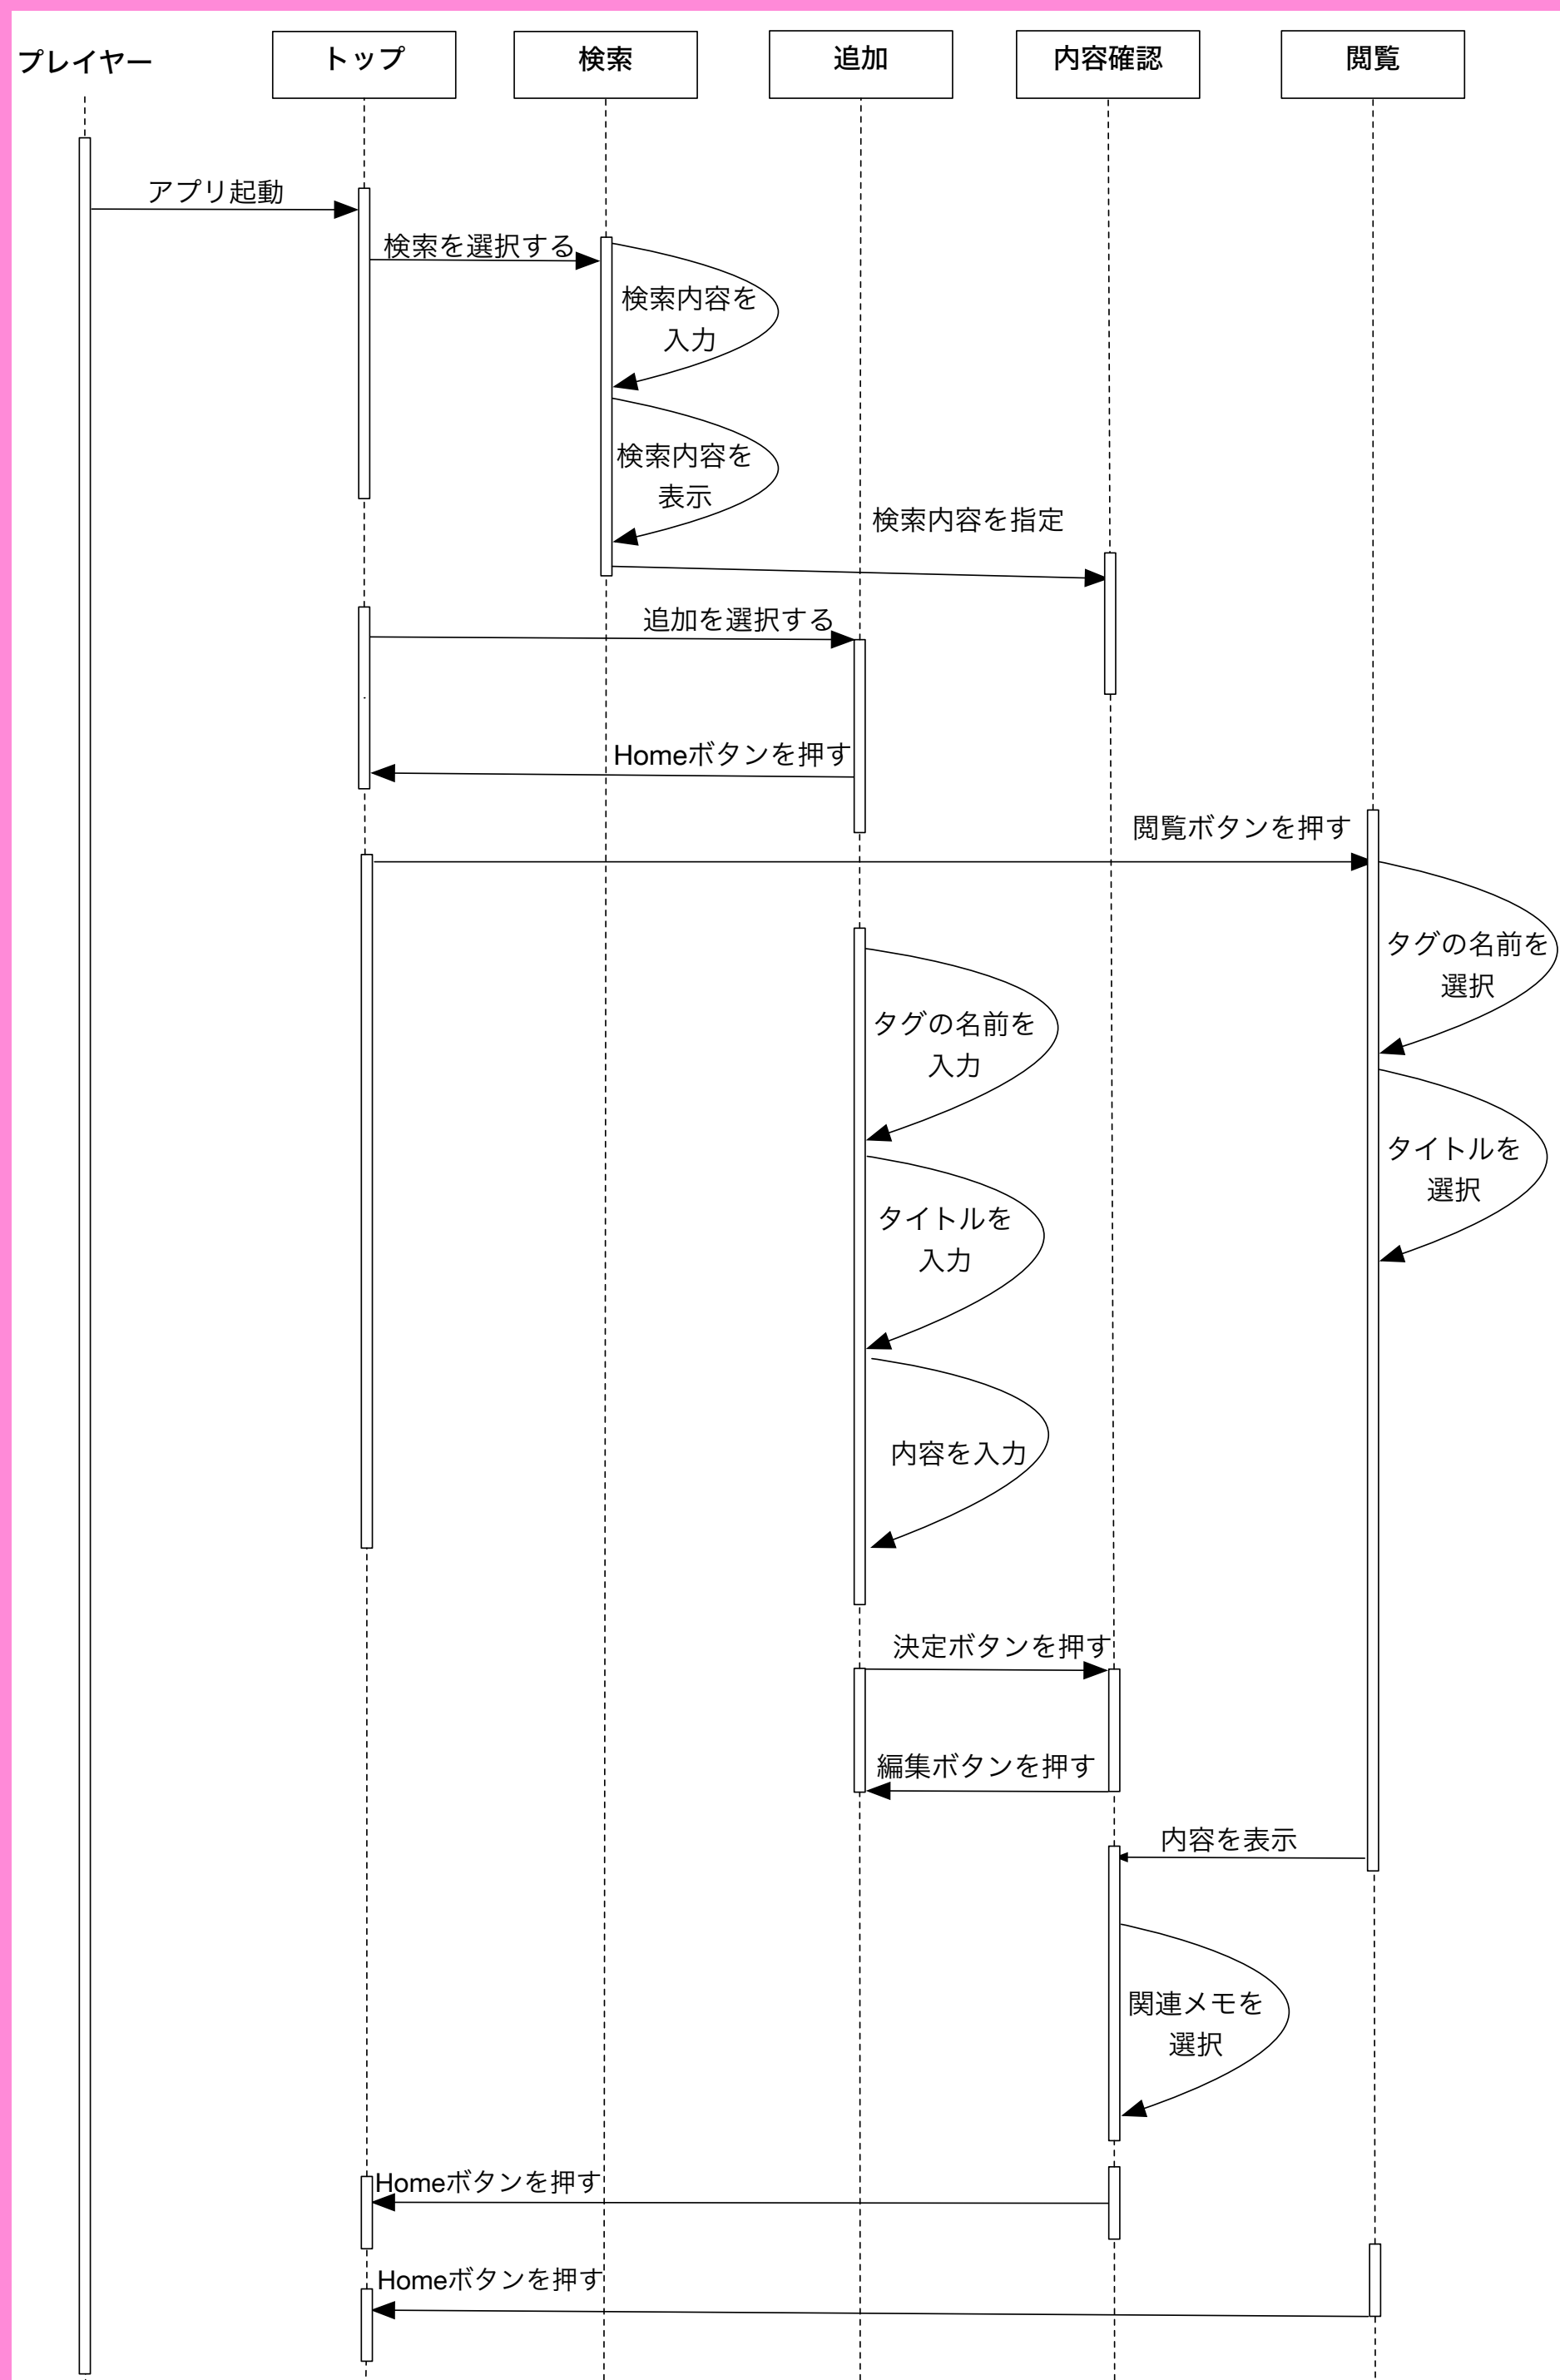 プレイヤー
トップ
検索
追加
内容確認
閲覧
アプリ起動
検索を選択する
検索内容を
入力
検索内容を
表示
検索内容を指定
追加を選択する
Homeボタンを押す
閲覧ボタンを押す
タグの名前を
選択
タグの名前を
入力
タイトルを
選択
タイトルを
入力
内容を入力
決定ボタンを押す
編集ボタンを押す
内容を表示
関連メモを
選択
Homeボタンを押す
Homeボタンを押す